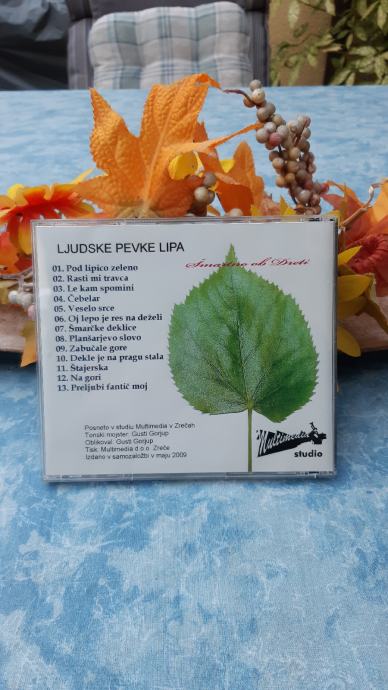 LJUDSKE PEVKE LIPA
Šmartno ob Dreti
01. Pod lipico zeleno
02. Rasti mi travca
03. Le kam spomini
04. Čebelar
05. Veselo srce
06. Oj lepo je res na deželi
07. Šmarčke deklice
08. Planšarjevo slovo
09. Zabučale gore
10. Dekle je na pragu stala
11. Štajerska
12. Na gori
13. Preljubi fantič moj
Posneto v studiu Multimedia v Zrečah
Tonski mojster: Gusti Gorjup
Oblikoval: Gusti Gorjup
Tisk: Multimedia d.o.o. Zreče
Izdano v samozaložbi v maju 2009
Multimedia
studio